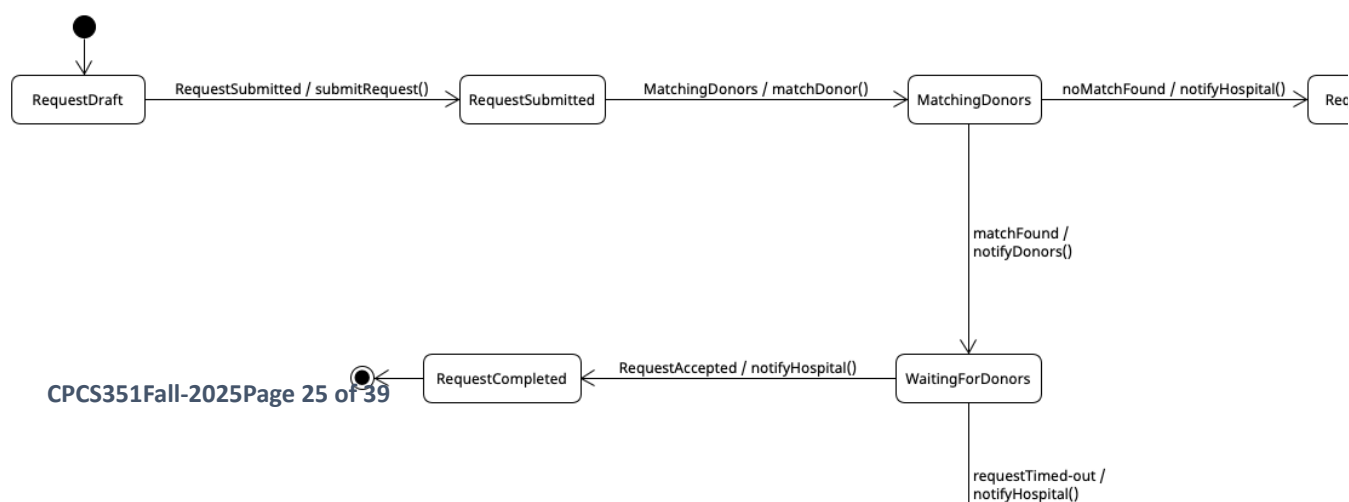 RequestSubmitted / submitRequest()
MatchingDonors / matchDonor()
noMatchFound / notifyHospital()
RequestDraft
RequestSubmitted
MatchingDonors
Req
matchFound /
notifyDonors()
RequestAccepted / notifyHospital()
RequestCompleted
WaitingForDonors
CPCS351Fall-2025Page 25 of 39
requestTimed-out /
notifyHospital()